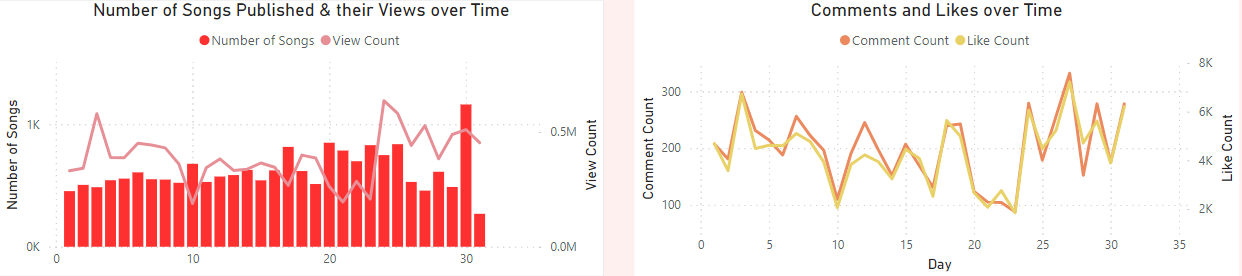 Number of Songs Published & their Views over Time
Number of Songs View Count
Number of Songs
1K
0K
0 10 20 30
0.5M
0.0M
View Count
Comments and Likes over Time
Comment Count Like Count
Comment Count
300
200
100
0 5 10 15 20 25 30 35
Day
8K
6K
4K
2K
Like Count